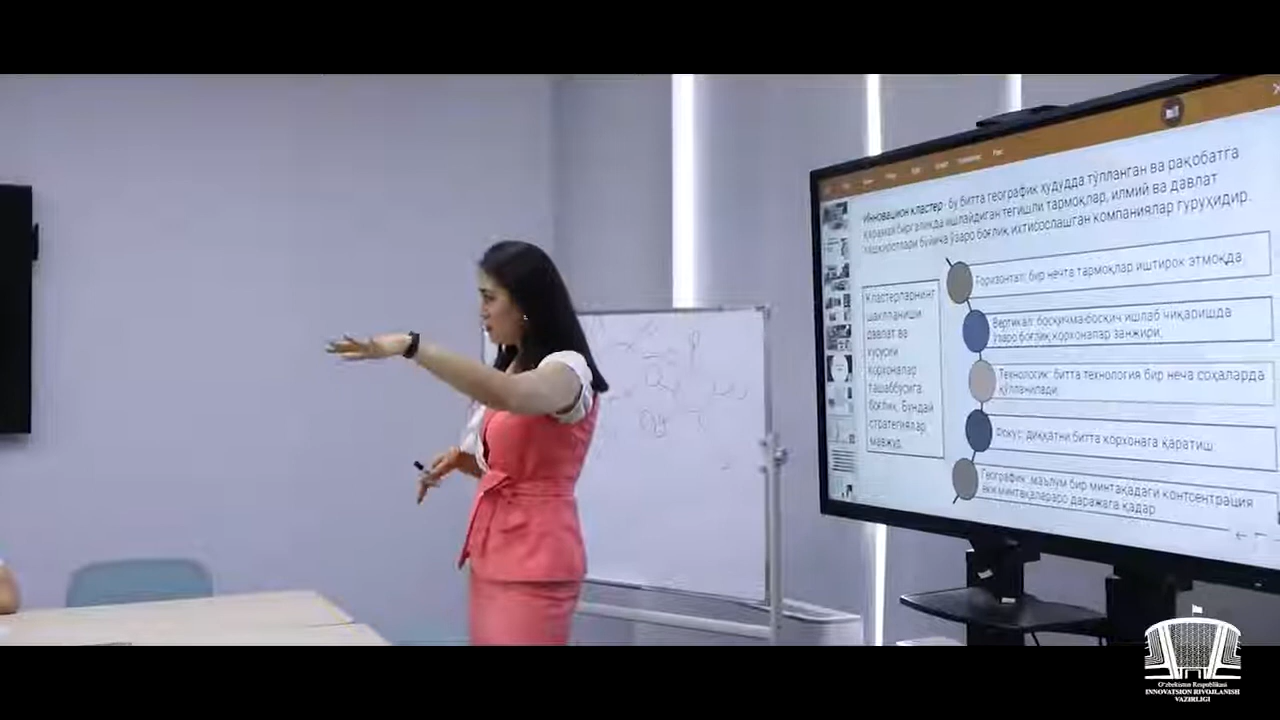 Инновацион кластер- бу битта географик ҳудудда тўпланган ва рақобатга
қарамай биргаликда ишлайдиган тегишли тармоқлар, илмий ва давлат
ташкилотлари бўйича ўзаро боғлиқ ихтисослашган компаниялар гуруҳидир.
Горизонтал: бир нечта тармоқлар иштирок этмоқда
Кластерларнинг
шаклланиши
давлат ва
хусусий
корхоналар
ташаббусига
боғлиқ. Бундай
стратегиялар
мавжуд
Вертикал: босқичма-босқич ишлаб чиқаришда
ўзаро боғлиқ корхоналар занжири.
Технологик: битта технология бир неча соҳаларда
қўлланилади
Фокус: диққатни битта корхонага қаратиш
Географик: маълум бир минтақадаги контсентрация
ёки минтақалараро даражага қадар
O'zbekiston Respublikasi
INNOVATSION RIVOJLANISH
VAZIRLIGI